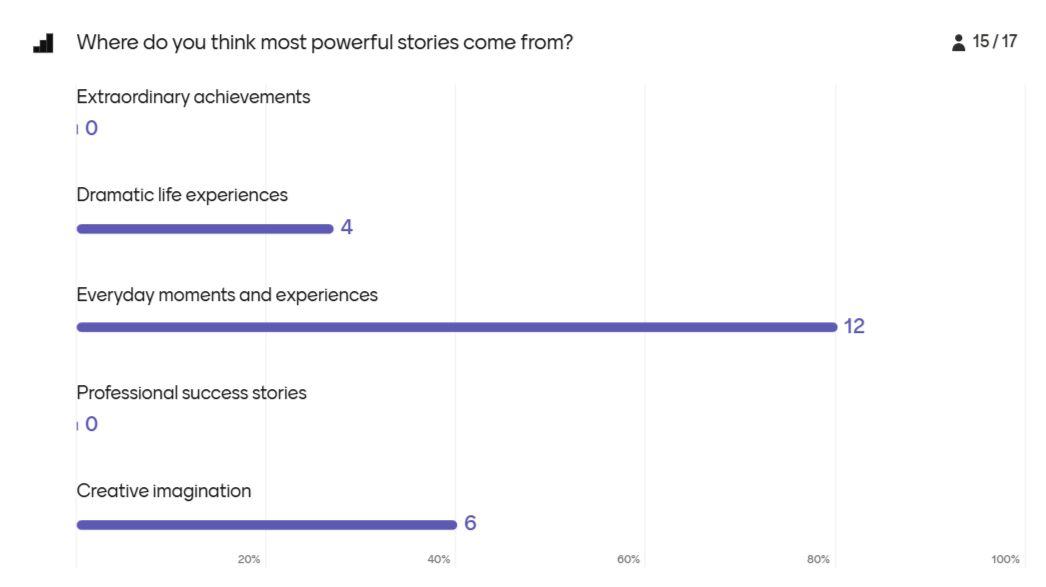 Where do you think most powerful stories come from?
15/17
Extraordinary achievements
0
Dramatic life experiences
4
Everyday moments and experiences
12
Professional success stories
0
Creative imagination
6
20% 40% 60% 80% 100%